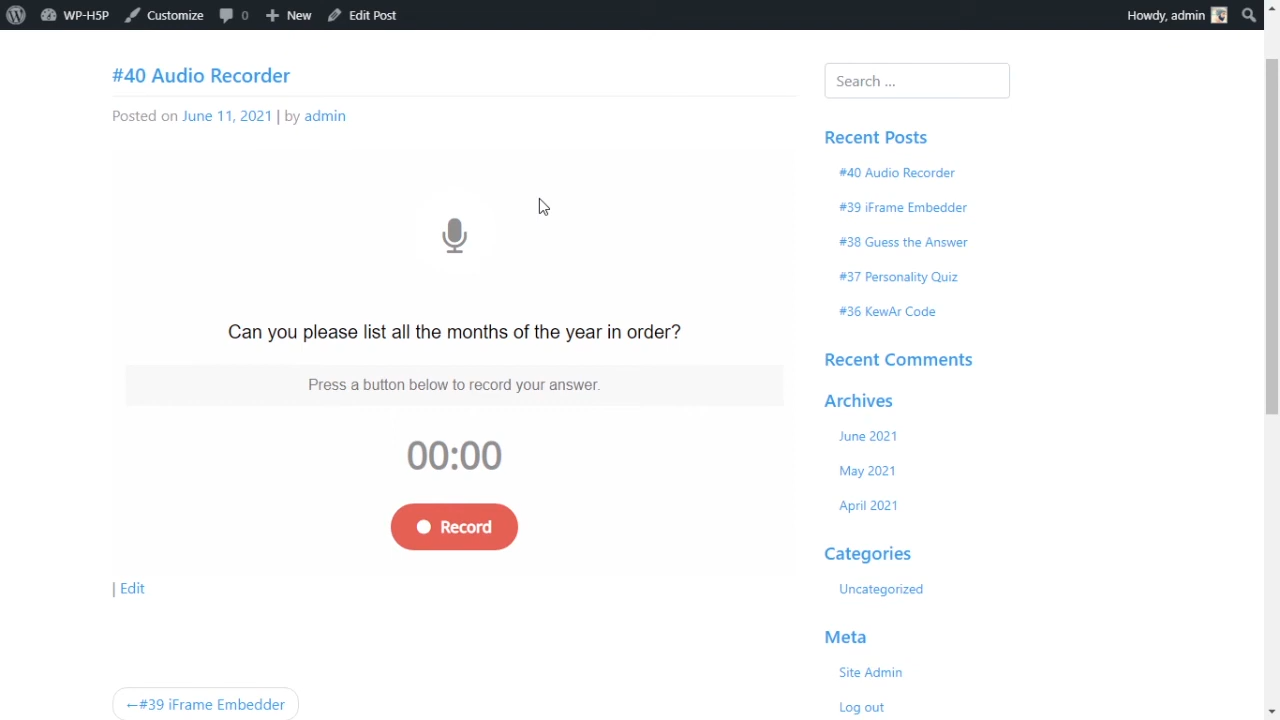 WP-H5P Customize 0 New Edit Post Howdy, admin
#40 Audio Recorder
Posted on June 11, 2021 | by admin
Can you please list all the months of the year in order?
Press a button below to record your answer.
00:00
Record
| Edit
←#39 iFrame Embedder
Search ...
Recent Posts
#40 Audio Recorder
#39 iFrame Embedder
#38 Guess the Answer
#37 Personality Quiz
#36 KewAr Code
Recent Comments
Archives
June 2021
May 2021
April 2021
Categories
Uncategorized
Meta
Site Admin
Log out